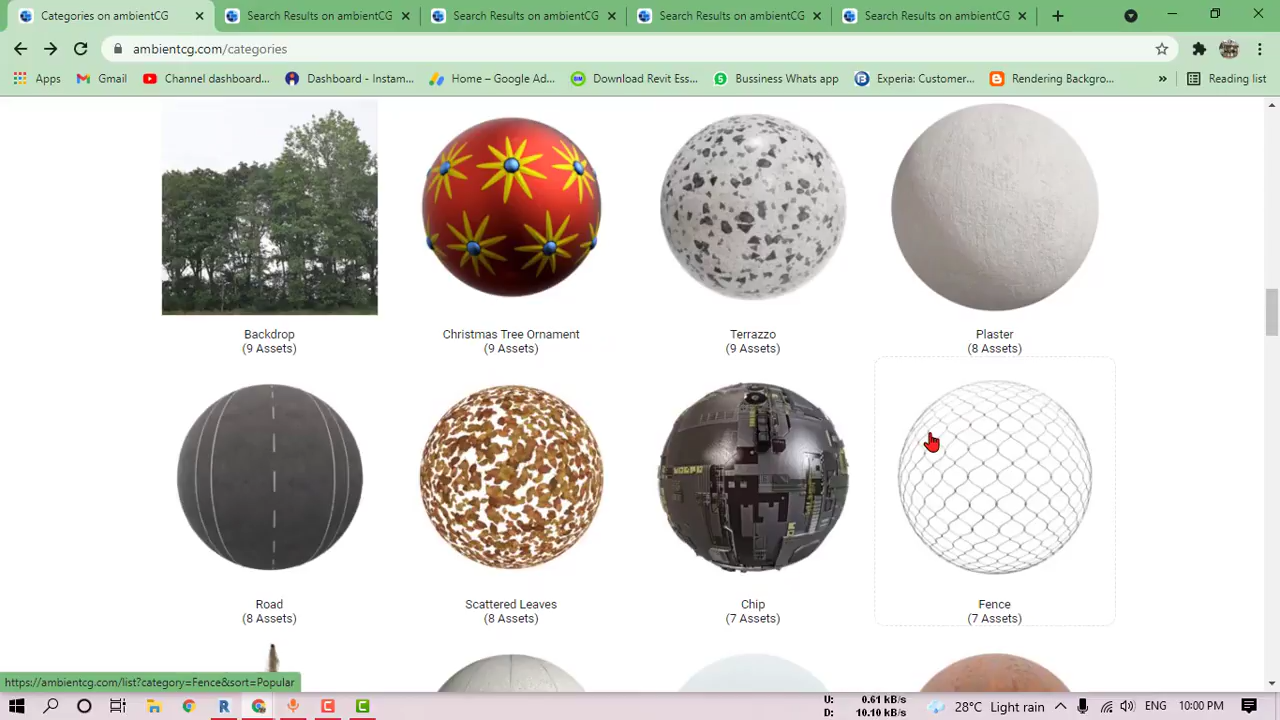 Categories on ambientCG
Search Results on ambientCG
Search Results on ambientCG
Search Results on ambientCG
Search Results on ambientCG
ambientcg.com/categories
Apps
Gmail
Channel dashboard...
Dashboard - Instam...
Home – Google Ad...
Download Revit Ess...
Bussiness Whats app
Experia: Customer...
Rendering Backgro...
»
Reading list
Backdrop
(9 Assets)
Christmas Tree Ornament
(9 Assets)
Terrazzo
(9 Assets)
Plaster
(8 Assets)
Road
(8 Assets)
Scattered Leaves
(8 Assets)
Chip
(7 Assets)
Fence
(7 Assets)
https://ambientcg.com/list?category=Fence&sort=Popular
U: 0.61 kB/s
D: 10.10 kB/s
28°C Light rain
ENG
10:00 PM